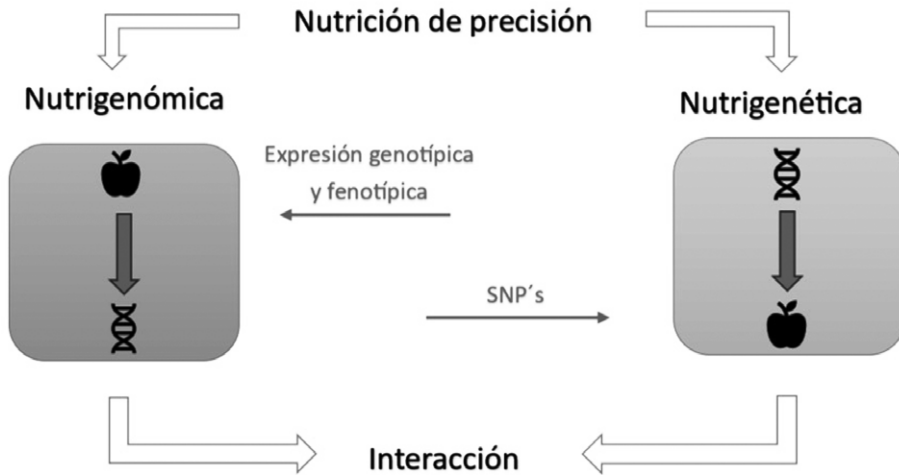 Nutrición de precisión
Nutrigenómica
Nutrigenética
Expresión genotípica
y fenotípica
SNP´s
Interacción